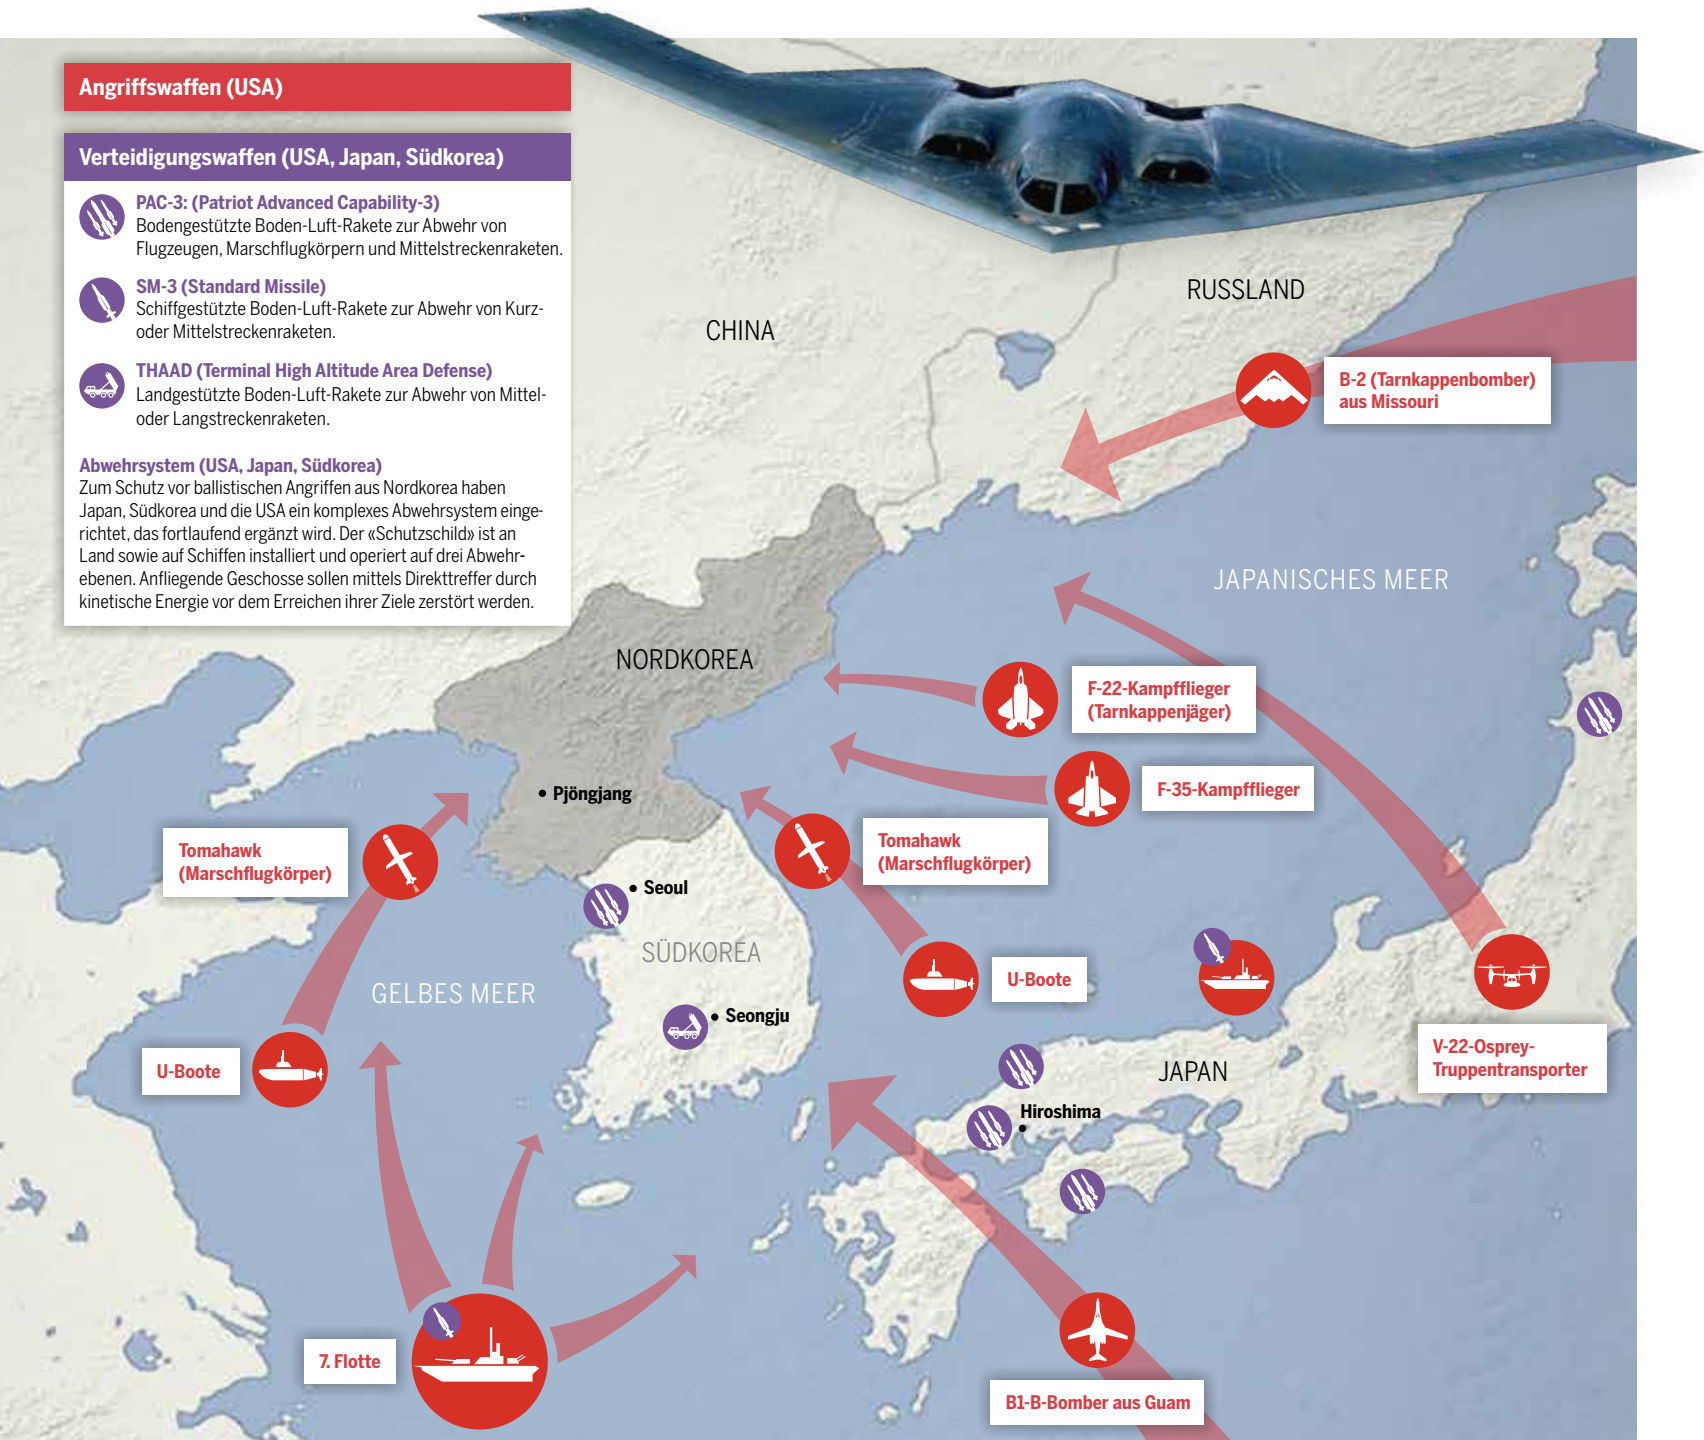 Angriffswaffen (USA)
Verteidigungswaffen (USA, Japan, Südkorea)
PAC-3: (Patriot Advanced Capability-3)
Bodengestützte Boden-Luft-Rakete zur Abwehr von
Flugzeugen, Marschflugkörpern und Mittelstreckenraketen.
SM-3 (Standard Missile)
Schiffgestützte Boden-Luft-Rakete zur Abwehr von Kurz-
oder Mittelstreckenraketen.
THAAD (Terminal High Altitude Area Defense)
Landgestützte Boden-Luft-Rakete zur Abwehr von Mittel-
oder Langstreckenraketen.
Abwehrsystem (USA, Japan, Südkorea)
Zum Schutz vor ballistischen Angriffen aus Nordkorea haben
Japan, Südkorea und die USA ein komplexes Abwehrsystem einge-
richtet, das fortlaufend ergänzt wird. Der «Schutzschild» ist an
Land sowie auf Schiffen installiert und operiert auf drei Abwehr-
ebenen. Anfliegende Geschosse sollen mittels Direkttreffer durch
kinetische Energie vor dem Erreichen ihrer Ziele zerstört werden.
RUSSLAND
CHINA
B-2 (Tarnkappenbomber)
aus Missouri
JAPANISCHES MEER
NORDKOREA
F-22-Kampfflieger
(Tarnkappenjäger)
F-35-Kampfflieger
Pjöngjang
Tomahawk
(Marschflugkörper)
Tomahawk
(Marschflugkörper)
Seoul
SÜDKOREA
U-Boote
GELBES MEER
Seongju
U-Boote
V-22-Osprey-
Truppentransporter
JAPAN
Hiroshima
7. Flotte
B1-B-Bomber aus Guam